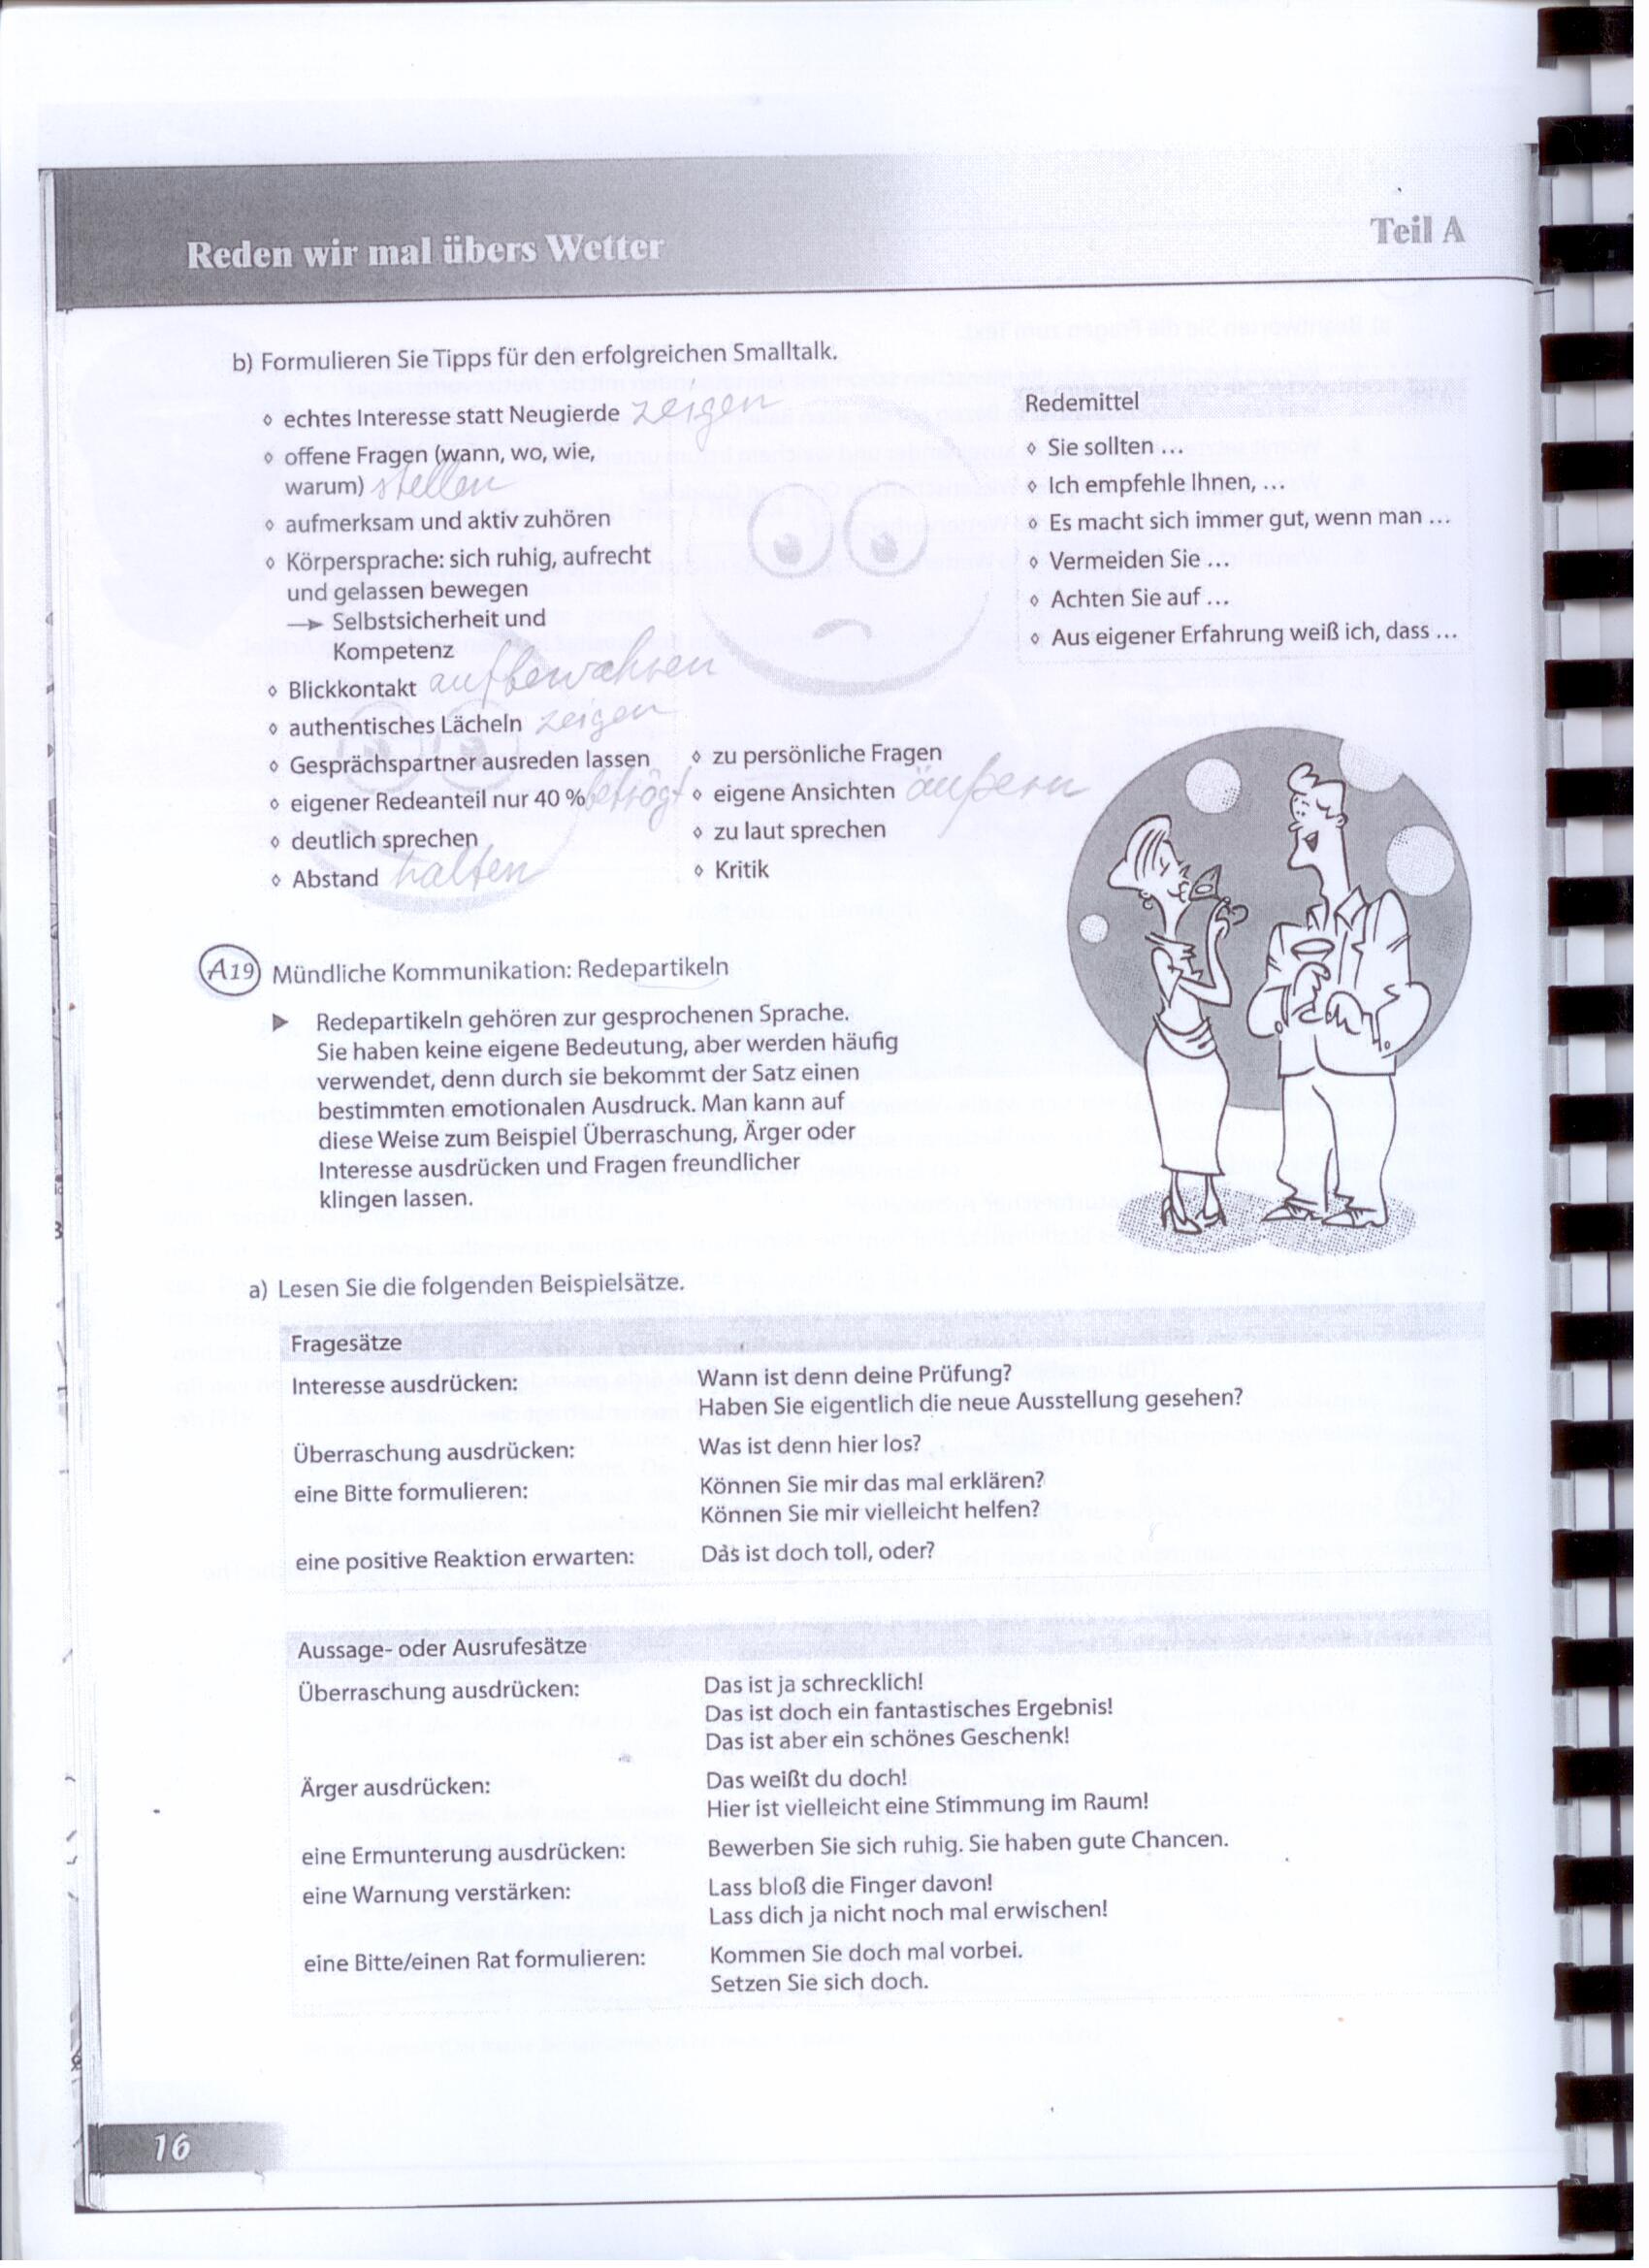 Reden wir mal übers Wetter
Teil A
b) Formulieren Sie Tipps für den erfolgreichen Smalltalk.
◊ echtes Interesse statt Neugierde zeigen
◊ offene Fragen (wann, wo, wie,
warum) stellen
◊ aufmerksam und aktiv zuhören
◊ Körpersprache: sich ruhig, aufrecht
und gelassen bewegen
→ Selbstsicherheit und
Kompetenz
◊ Blickkontakt aufbewahren
◊ authentisches Lächeln zeigen
◊ Gesprächspartner ausreden lassen
◊ eigener Redeanteil nur 40 % beträgt
◊ deutlich sprechen
◊ Abstand halten
◊ zu persönliche Fragen
◊ eigene Ansichten äußern
◊ zu laut sprechen
◊ Kritik
Redemittel
◊ Sie sollten …
◊ Ich empfehle Ihnen, …
◊ Es macht sich immer gut, wenn man …
◊ Vermeiden Sie …
◊ Achten Sie auf …
◊ Aus eigener Erfahrung weiß ich, dass …
A19 Mündliche Kommunikation: Redepartikeln
▶ Redepartikeln gehören zur gesprochenen Sprache.
Sie haben keine eigene Bedeutung, aber werden häufig
verwendet, denn durch sie bekommt der Satz einen
bestimmten emotionalen Ausdruck. Man kann auf
diese Weise zum Beispiel Überraschung, Ärger oder
Interesse ausdrücken und Fragen freundlicher
klingen lassen.
a) Lesen Sie die folgenden Beispielsätze.
Fragesätze
Interesse ausdrücken: Wann ist denn deine Prüfung?
Haben Sie eigentlich die neue Ausstellung gesehen?
Überraschung ausdrücken: Was ist denn hier los?
eine Bitte formulieren: Können Sie mir das mal erklären?
Können Sie mir vielleicht helfen?
eine positive Reaktion erwarten: Das ist doch toll, oder?
Aussage- oder Ausrufesätze
Überraschung ausdrücken: Das ist ja schrecklich!
Das ist doch ein fantastisches Ergebnis!
Das ist aber ein schönes Geschenk!
Ärger ausdrücken: Das weißt du doch!
Hier ist vielleicht eine Stimmung im Raum!
eine Ermunterung ausdrücken: Bewerben Sie sich ruhig. Sie haben gute Chancen.
eine Warnung verstärken: Lass bloß die Finger davon!
Lass dich ja nicht noch mal erwischen!
eine Bitte/einen Rat formulieren: Kommen Sie doch mal vorbei.
Setzen Sie sich doch.
16